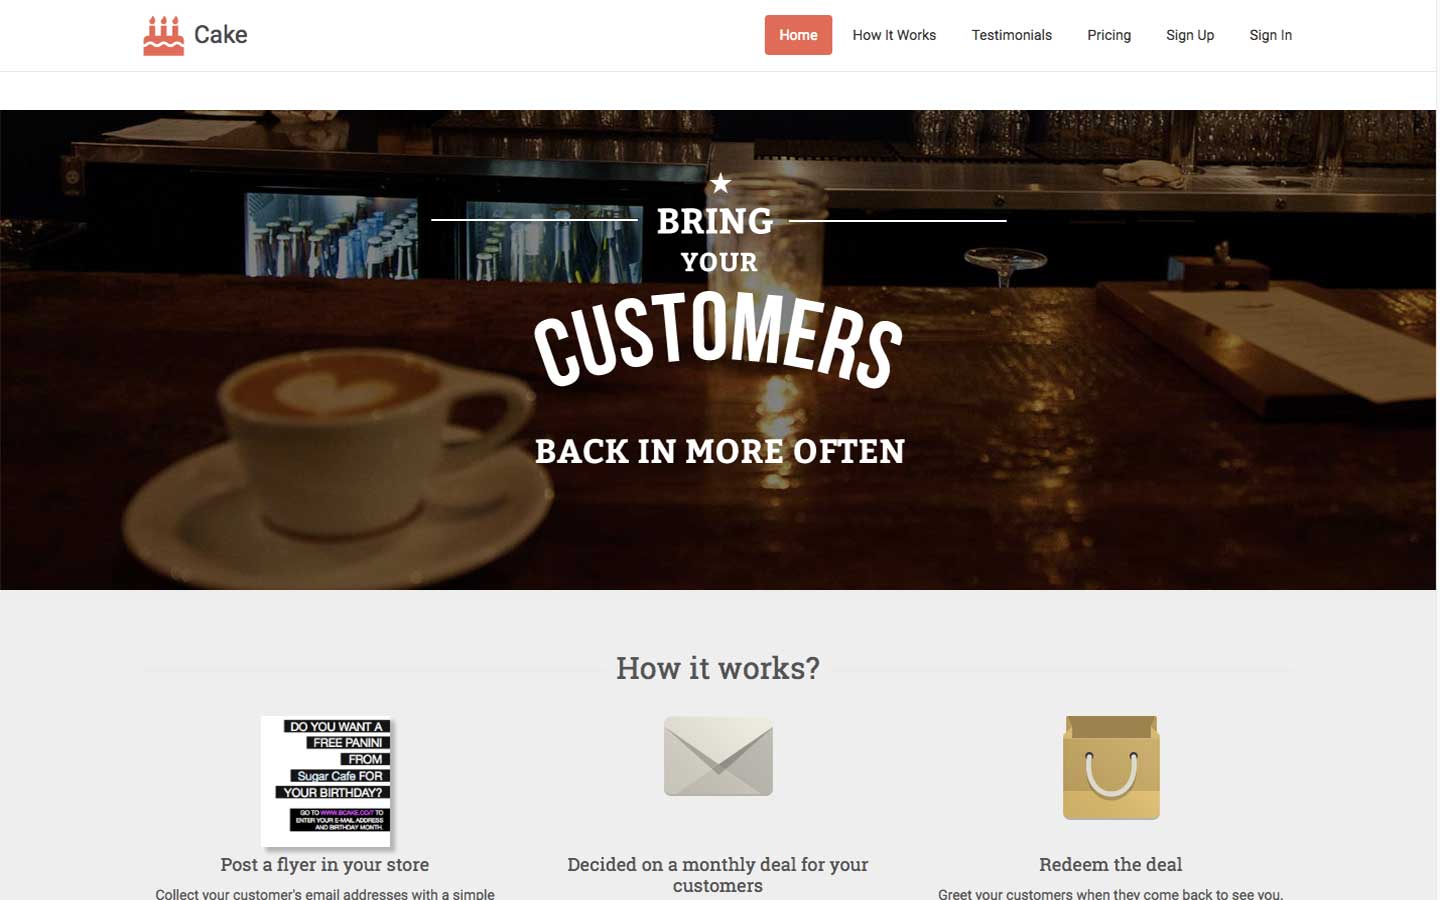 Cake
Home
How It Works
Testimonials
Pricing
Sign Up
Sign In
BRING
YOUR
CUSTOMERS
BACK IN MORE OFTEN
How it works?
DO YOU WANT A
FREE PANINI
FROM
Sugar Cafe FOR
YOUR BIRTHDAY?
GO TO WWW.BCAKE.CO/T TO
ENTER YOUR E-MAIL ADDRESS
AND BIRTHDAY MONTH.
Post a flyer in your store
Collect your customer's email addresses with a simple
Decided on a monthly deal for your
customers
Redeem the deal
Greet your customers when they come back to see you.